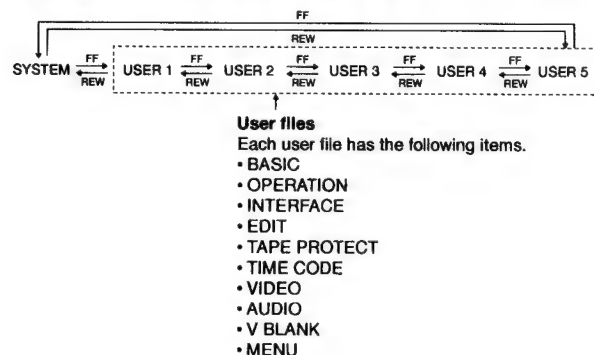 FF
REW
SYSTEM FF REW USER 1 FF REW USER 2 FF REW USER 3 FF REW USER 4 FF REW USER 5
User files
Each user file has the following items.
• BASIC
• OPERATION
• INTERFACE
• EDIT
• TAPE PROTECT
• TIME CODE
• VIDEO
• AUDIO
• V BLANK
• MENU